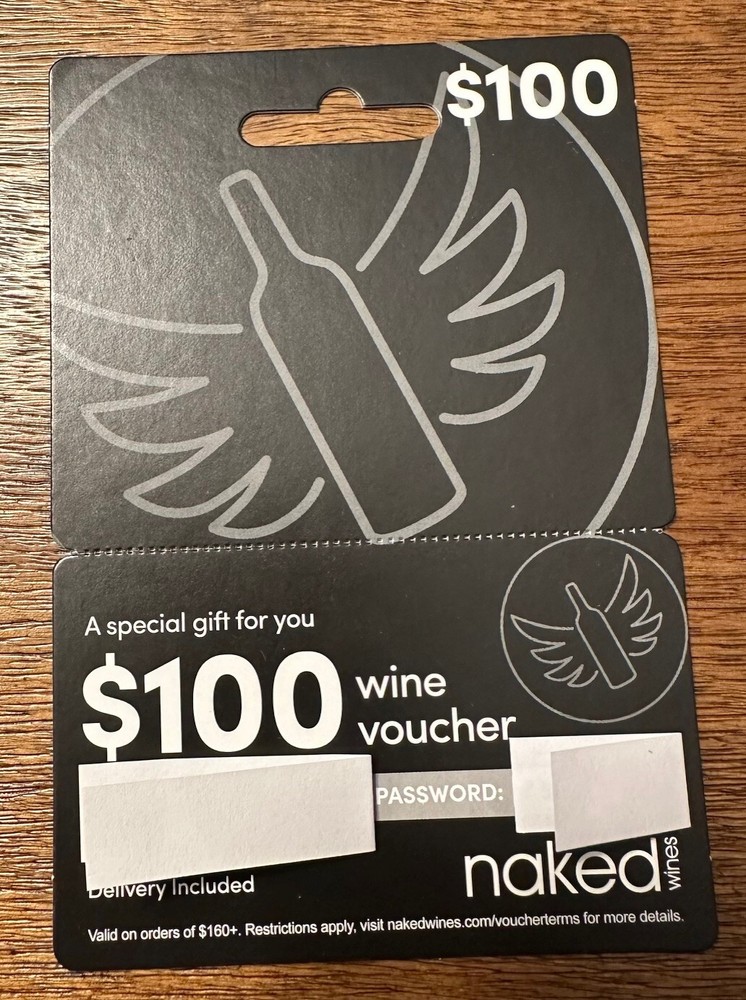 $100
A special gift for you
$100 wine
voucher
PASSWORD:
naked wines
Delivery Included
Valid on orders of $160+. Restrictions apply, visit nakedwines.com/voucherterms for more details.